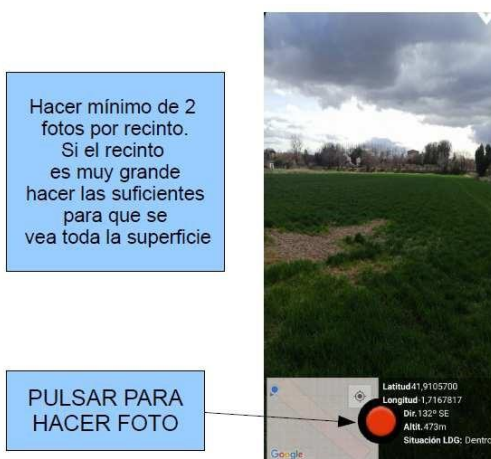 Hacer mínimo de 2
fotos por recinto.
Si el recinto
es muy grande
hacer las suficientes
para que se
vea toda la superficie
PULSAR PARA
HACER FOTO
Latitud 41,9105700
Longitud -1,7167817
Dir. 132º SE
Altit. 473m
Situación LDG: Dentro
Google